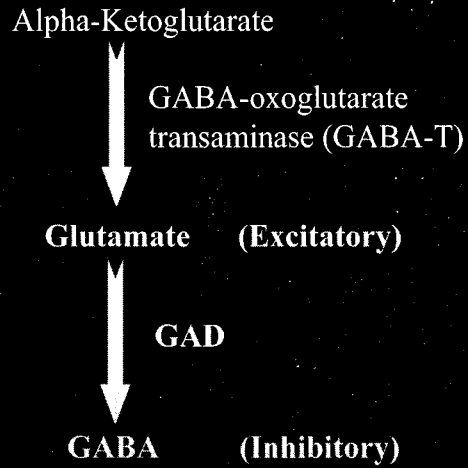 Alpha-Ketoglutarate
GABA-oxoglutarate
transaminase (GABA-T)
Glutamate (Excitatory)
GAD
GABA (Inhibitory)